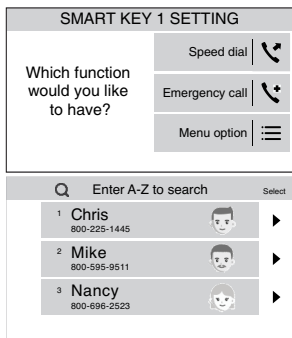 SMART KEY 1 SETTING
Which function
would you like
to have?
Speed dial
Emergency call
Menu option
Enter A-Z to search
Select
1 Chris
800-225-1445
2 Mike
800-595-9511
3 Nancy
800-696-2523